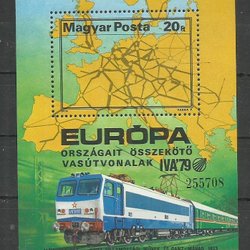 Magyar Posta 20Ft
EURÓPA
ORSZÁGAIT ÖSSZEKÖTŐ
VASÚTVONALAK IVA'79
255708